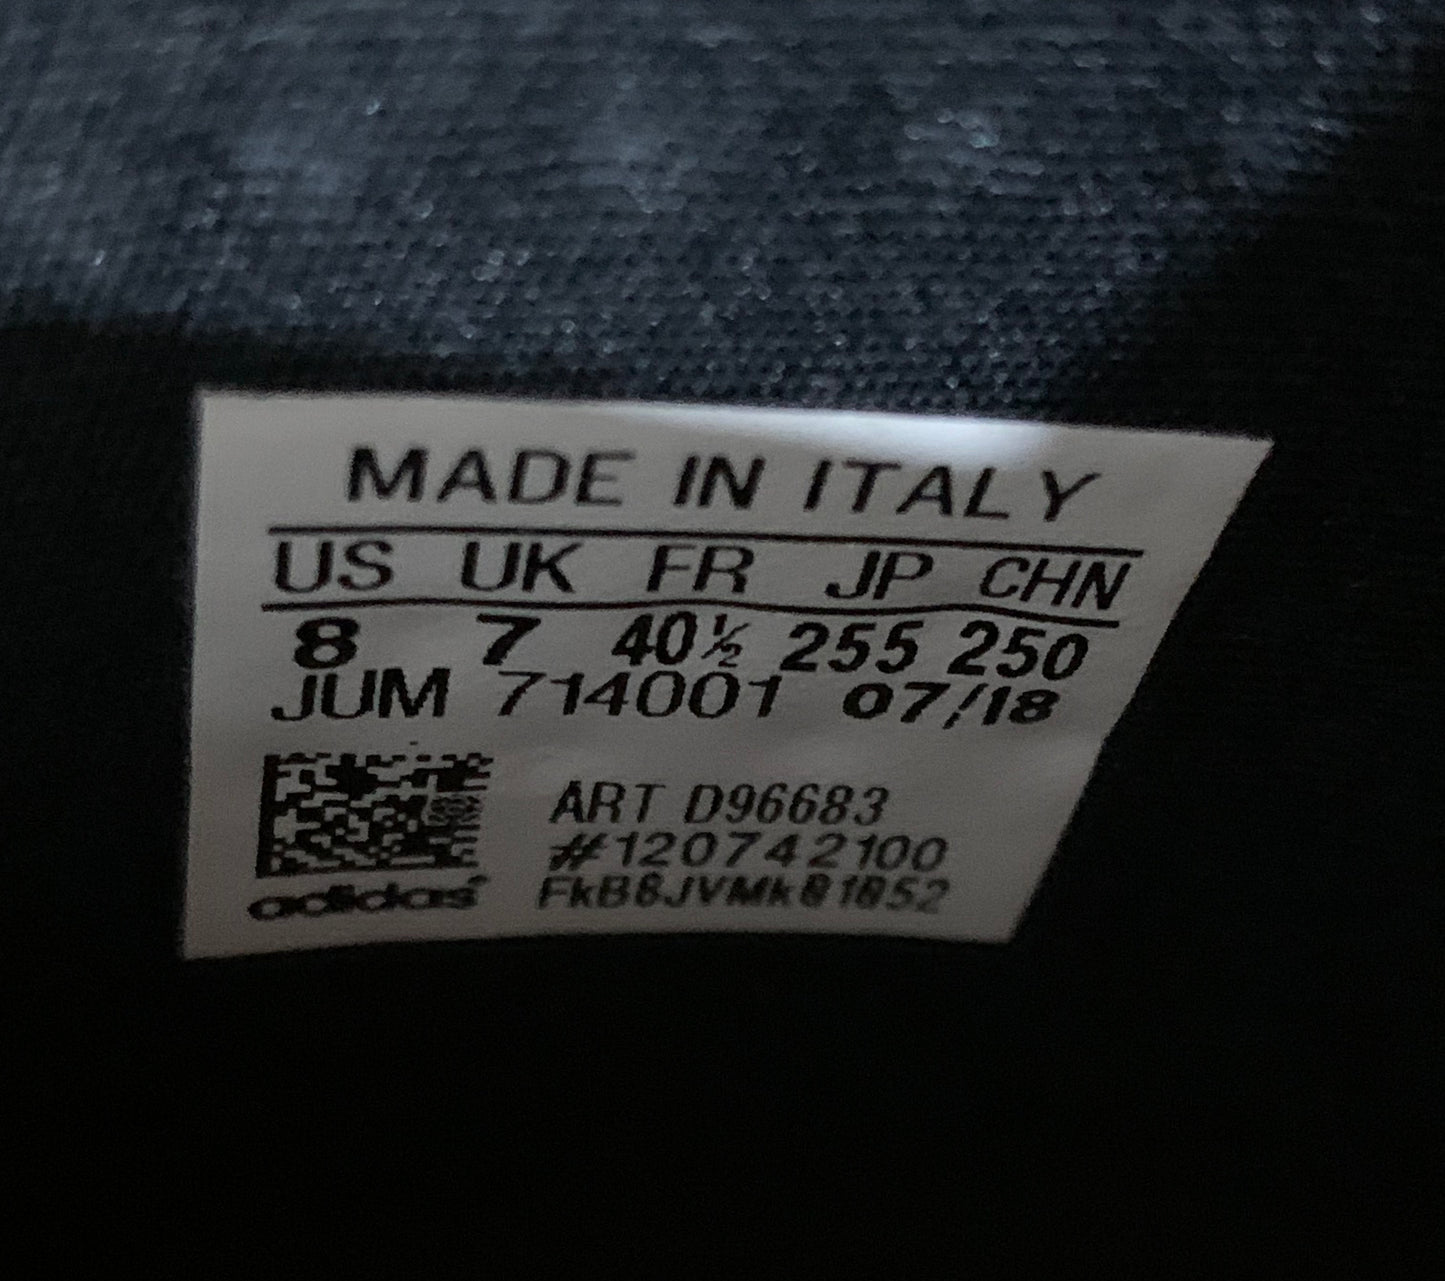 MADE IN ITALY
US UK FR JP CHN
8 7 40½ 255 250
JUM 714001 07/18
ART D96683
#120742100
adidas